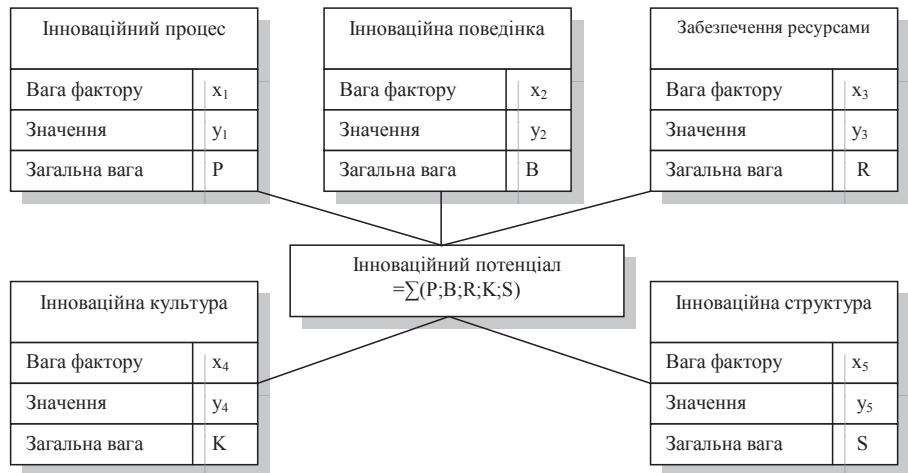 Інноваційний процес
Вага фактору x₁
Значення y₁
Загальна вага P
Інноваційна поведінка
Вага фактору x₂
Значення y₂
Загальна вага B
Забезпечення ресурсами
Вага фактору x₃
Значення y₃
Загальна вага R
Інноваційний потенціал
=∑(P;B;R;K;S)
Інноваційна культура
Вага фактору x₄
Значення y₄
Загальна вага K
Інноваційна структура
Вага фактору x₅
Значення y₅
Загальна вага S